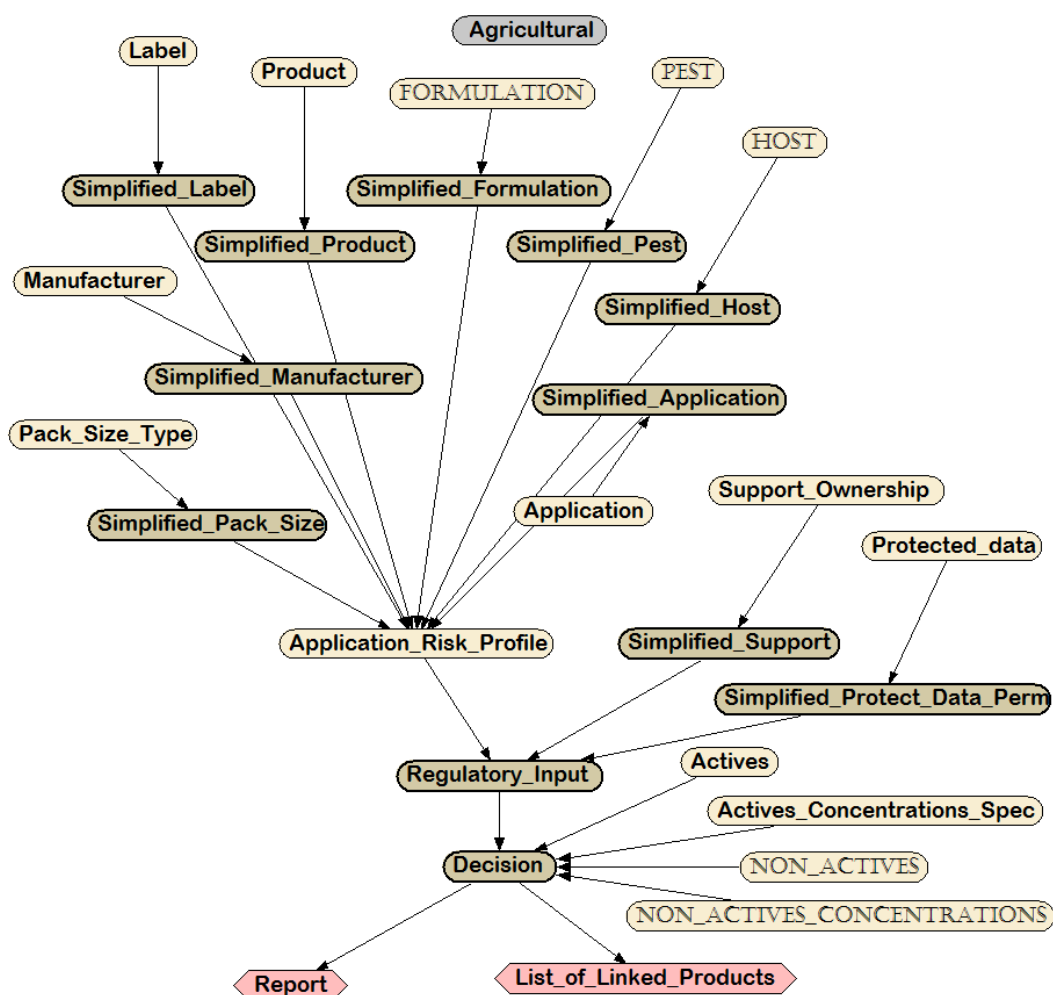 Agricultural
Label
Product
FORMULATION
PEST
HOST
Simplified_Label
Simplified_Formulation
Simplified_Product
Simplified_Pest
Manufacturer
Simplified_Host
Simplified_Manufacturer
Simplified_Application
Pack_Size_Type
Support_Ownership
Simplified_Pack_Size
Application
Protected_data
Application_Risk_Profile
Simplified_Support
Simplified_Protect_Data_Perm
Regulatory_Input
Actives
Actives_Concentrations_Spec
Decision
NON_ACTIVES
NON_ACTIVES_CONCENTRATIONS
Report
List_of_Linked_Products